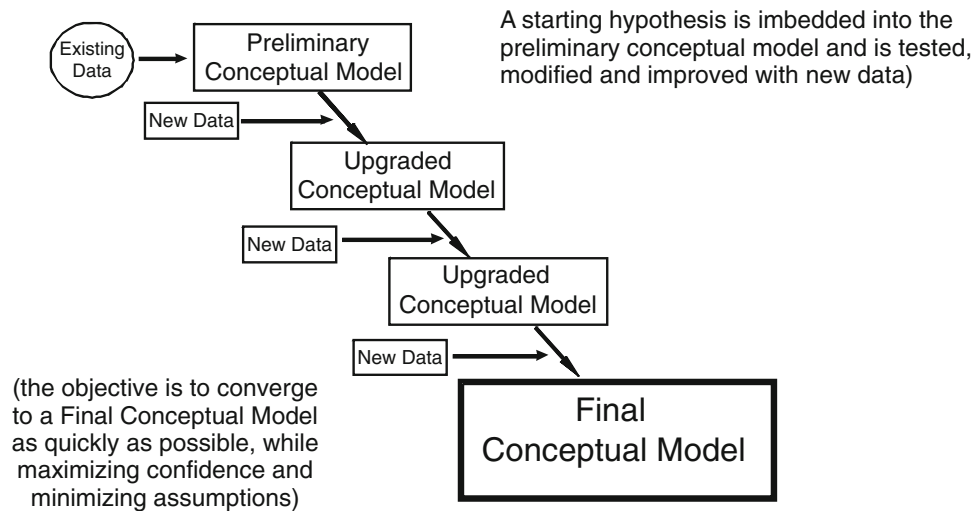 Existing
Data
Preliminary
Conceptual Model
A starting hypothesis is imbedded into the
preliminary conceptual model and is tested,
modified and improved with new data)
New Data
Upgraded
Conceptual Model
New Data
Upgraded
Conceptual Model
New Data
(the objective is to converge
to a Final Conceptual Model
as quickly as possible, while
maximizing confidence and
minimizing assumptions)
Final
Conceptual Model